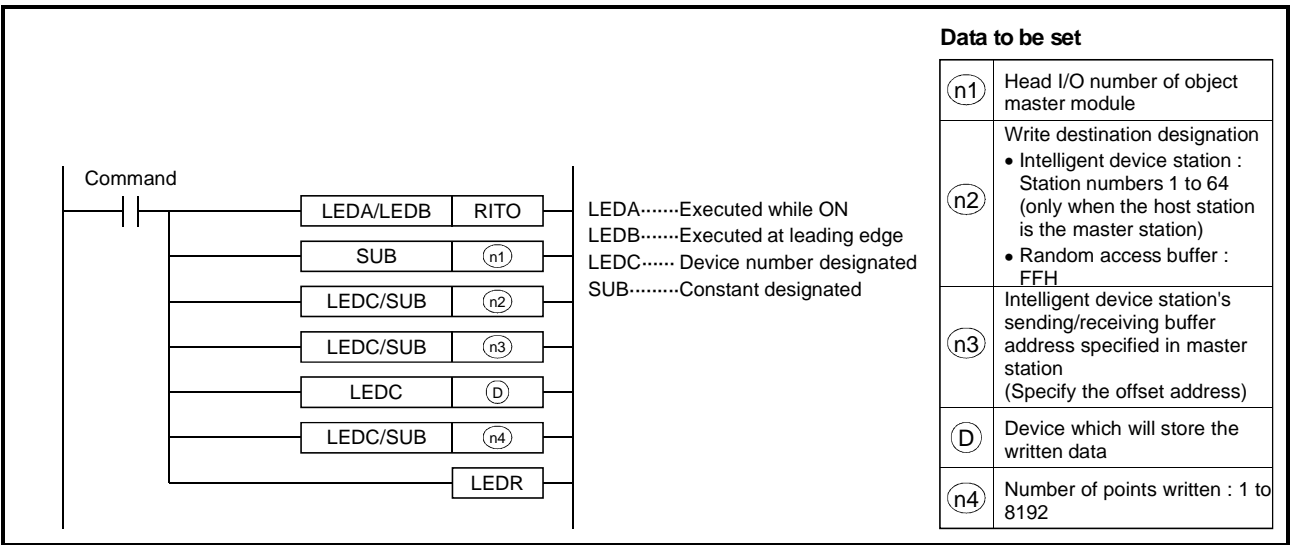 Command
LEDA/LEDB RITO
SUB n1
LEDC/SUB n2
LEDC/SUB n3
LEDC D
LEDC/SUB n4
LEDR
LEDA·······Executed while ON
LEDB·······Executed at leading edge
LEDC······ Device number designated
SUB·········Constant designated
Data to be set
n1
Head I/O number of object
master module
n2
Write destination designation
• Intelligent device station :
Station numbers 1 to 64
(only when the host station
is the master station)
• Random access buffer :
FFH
n3
Intelligent device station's
sending/receiving buffer
address specified in master
station
(Specify the offset address)
D
Device which will store the
written data
n4
Number of points written : 1 to
8192